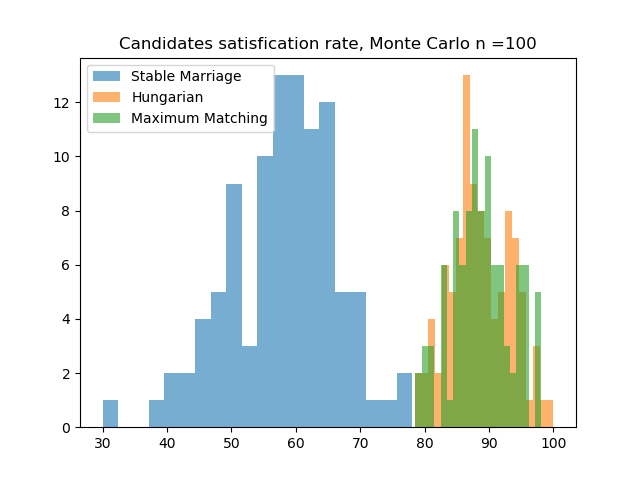 Candidates satisfication rate, Monte Carlo n =100
Stable Marriage
Hungarian
Maximum Matching
12
10
8
6
4
2
0
30 40 50 60 70 80 90 100